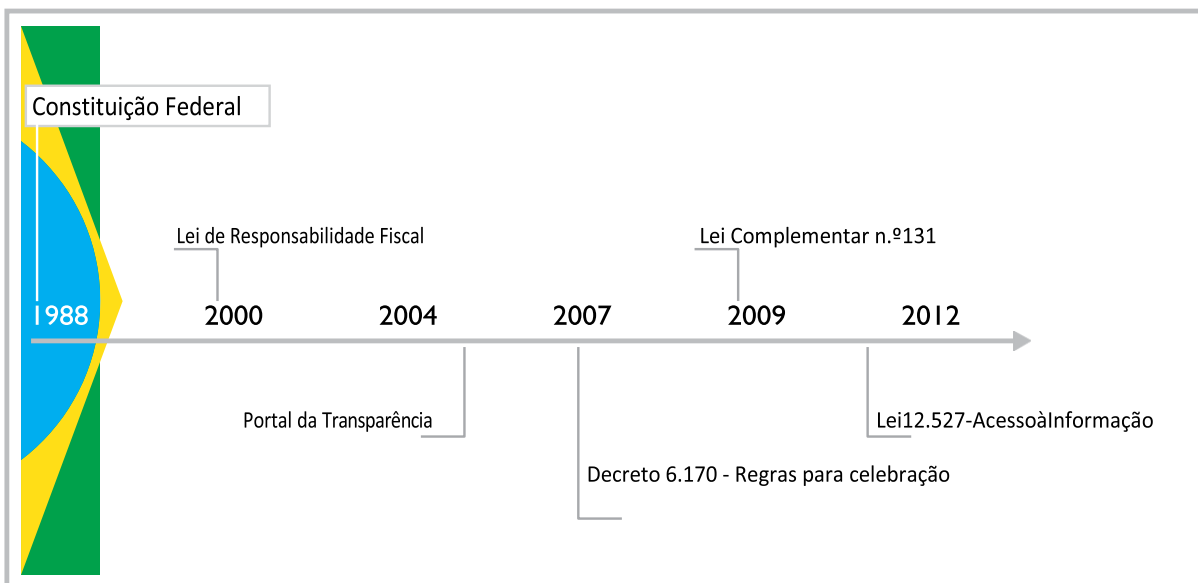 Constituição Federal
Lei de Responsabilidade Fiscal
Lei Complementar n.º131
1988 2000 2004 2007 2009 2012
Portal da Transparência
Lei12.527-AcessoàInformação
Decreto 6.170 - Regras para celebração